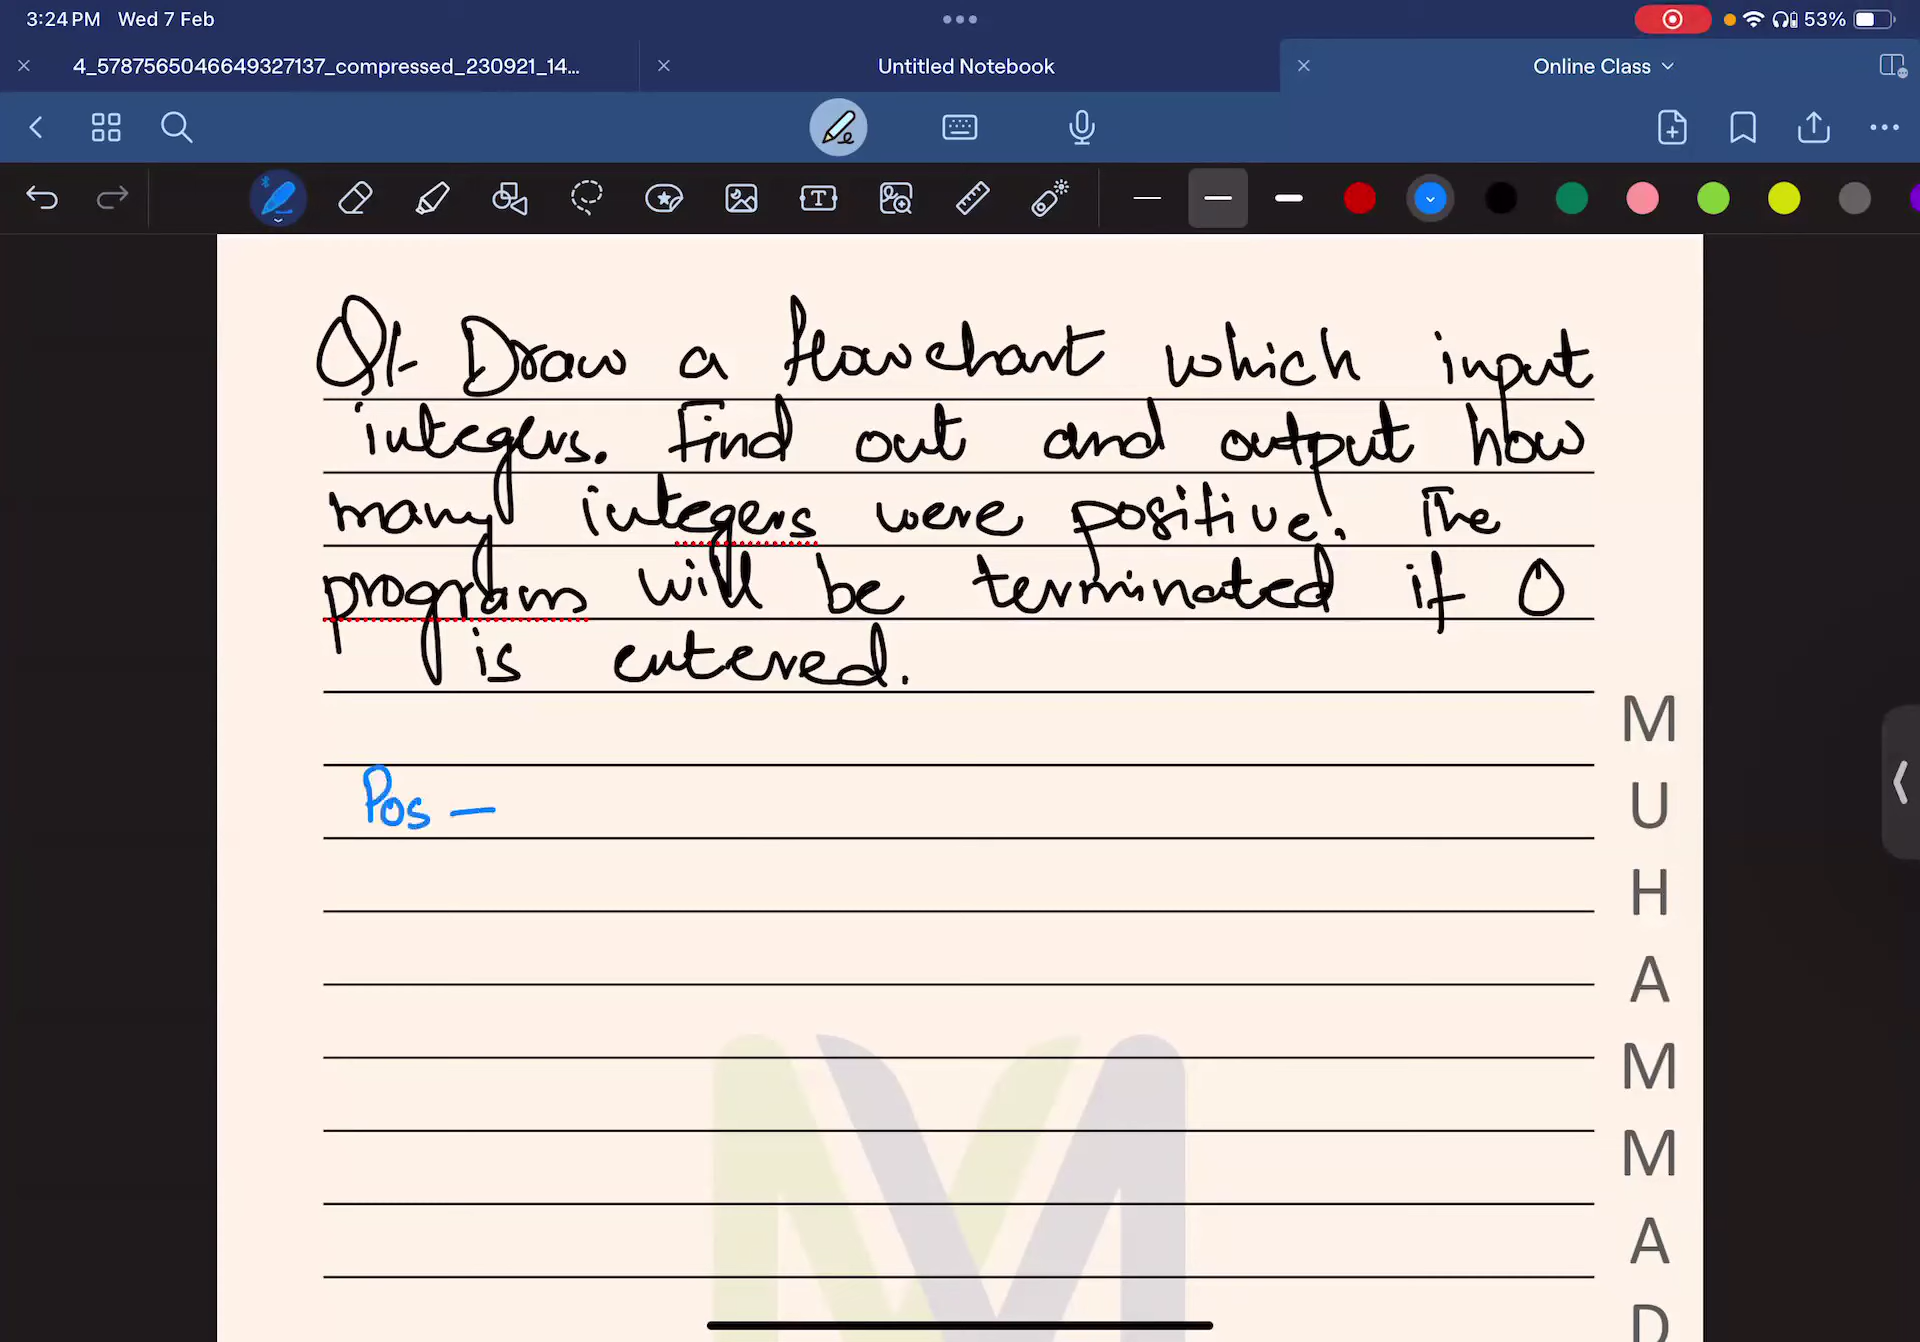 3:24 PM Wed 7 Feb
53%
4_5787565046649327137_compressed_230921_14...
Untitled Notebook
Online Class
Q1- Draw a flowchart which input
integers. Find out and output how
many integers were positive. The
program will be terminated if 0
is entered.
Pos —
M
U
H
A
M
M
A
D